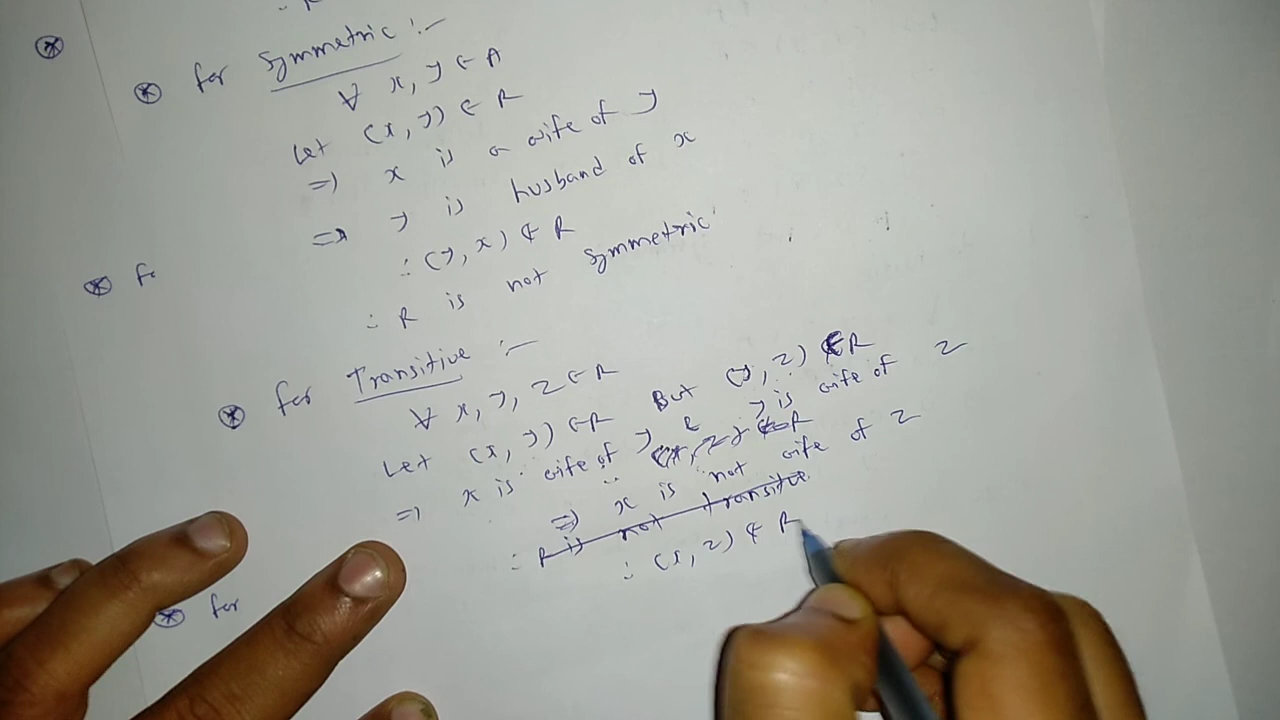 ∴ R
⊛
⊛ for Symmetric :-
∀ x, y ∈ A
Let (x, y) ∈ R
=) x is a wife of y
=) y is husband of x
∴ (y, x) ∉ R
∴ R is not Symmetric
⊛ fo
⊛ for Transitive :-
∀ x, y, z ∈ R
Let (x, y) ∈ R But (y, z) ∈ R
=) x is wife of y & y is wife of z
=) x is not wife of z
∴ R is not transitive
∴ (x, z) ∉ R
⊛ for